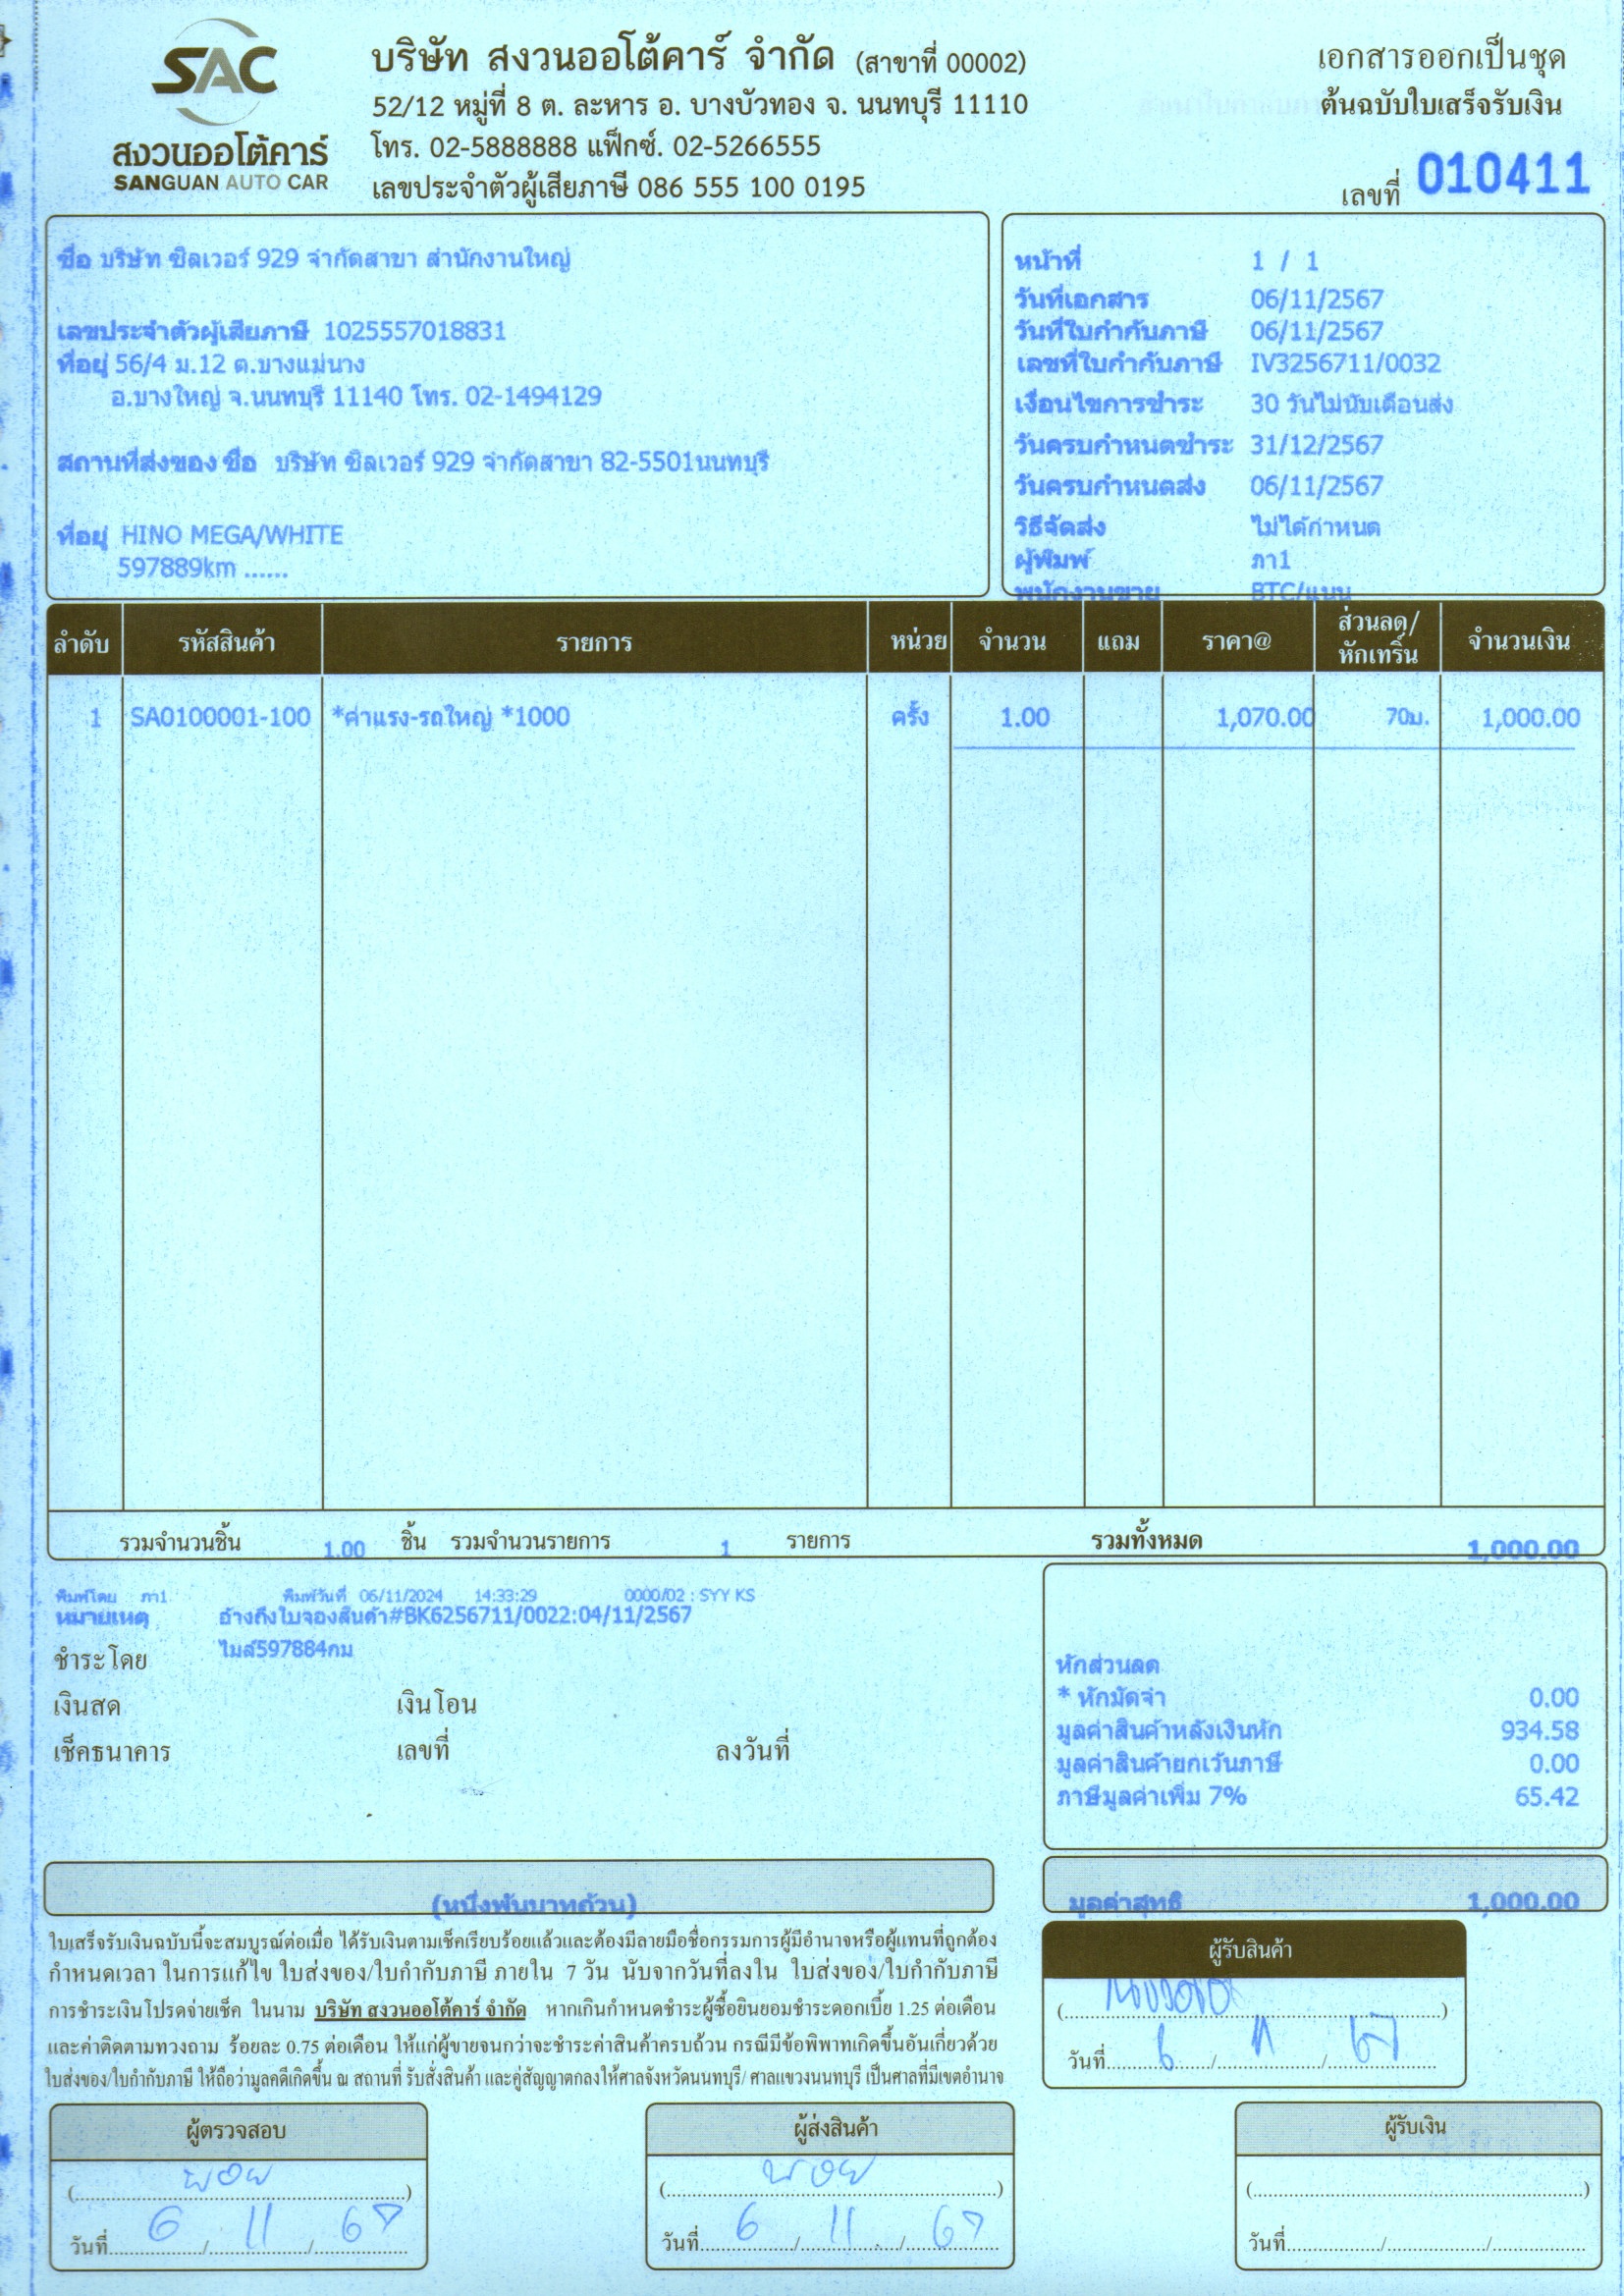 SAC
สงวนออโต้คาร์
SANGUAN AUTO CAR
บริษัท สงวนออโต้คาร์ จำกัด (สาขาที่ 00002)
52/12 หมู่ที่ 8 ต. ละหาร อ. บางบัวทอง จ. นนทบุรี 11110
โทร. 02-5888888 แฟ็กซ์. 02-5266555
เลขประจำตัวผู้เสียภาษี 086 555 100 0195
เอกสารออกเป็นชุด
ต้นฉบับใบเสร็จรับเงิน
เลขที่ 010411
ชื่อ บริษัท ซิลเวอร์ 929 จำกัดสาขา สำนักงานใหญ่
เลขประจำตัวผู้เสียภาษี 1025557018831
ที่อยู่ 56/4 ม.12 ต.บางแม่นาง
อ.บางใหญ่ จ.นนทบุรี 11140 โทร. 02-1494129
สถานที่ส่งของ ชื่อ บริษัท ซิลเวอร์ 929 จำกัดสาขา 82-5501นนทบุรี
ที่อยู่ HINO MEGA/WHITE
597889km ......
หน้าที่ 1 / 1
วันที่เอกสาร 06/11/2567
วันที่ใบกำกับภาษี 06/11/2567
เลขที่ใบกำกับภาษี IV3256711/0032
เงื่อนไขการชำระ 30 วันไม่นับเดือนส่ง
วันครบกำหนดชำระ 31/12/2567
วันครบกำหนดส่ง 06/11/2567
วิธีจัดส่ง ไม่ได้กำหนด
ผู้พิมพ์ ภา1
พนักงานขาย BTC/แนน
ลำดับ รหัสสินค้า รายการ หน่วย จำนวน แถม ราคา@ ส่วนลด/หักเทริ์น จำนวนเงิน
1 SA0100001-100 *ค่าแรง-รถใหญ่ *1000 ครั้ง 1.00 1,070.00 70บ. 1,000.00
รวมจำนวนชิ้น 1.00 ชิ้น รวมจำนวนรายการ 1 รายการ รวมทั้งหมด 1,000.00
พิมพ์โดย ภา1 พิมพ์วันที่ 06/11/2024 14:33:29 0000/02 : SYY KS
หมายเหตุ อ้างถึงใบจองสินค้า#BK6256711/0022:04/11/2567
ไมล์597884กม
ชำระโดย
เงินสด เงินโอน
เช็คธนาคาร เลขที่ ลงวันที่
หักส่วนลด
* หักมัดจำ 0.00
มูลค่าสินค้าหลังเงินหัก 934.58
มูลค่าสินค้ายกเว้นภาษี 0.00
ภาษีมูลค่าเพิ่ม 7% 65.42
(หนึ่งพันบาทถ้วน)
มูลค่าสุทธิ 1,000.00
ใบเสร็จรับเงินฉบับนี้จะสมบูรณ์ต่อเมื่อ ได้รับเงินตามเช็คเรียบร้อยแล้วและต้องมีลายมือชื่อกรรมการผู้มีอำนาจหรือผู้แทนที่ถูกต้อง
กำหนดเวลา ในการแก้ไข ใบส่งของ/ใบกำกับภาษี ภายใน 7 วัน นับจากวันที่ลงใน ใบส่งของ/ใบกำกับภาษี
การชำระเงินโปรดจ่ายเช็ค ในนาม บริษัท สงวนออโต้คาร์ จำกัด หากเกินกำหนดชำระผู้ซื้อยินยอมชำระดอกเบี้ย 1.25 ต่อเดือน
และค่าติดตามทวงถาม ร้อยละ 0.75 ต่อเดือน ให้แก่ผู้ขายจนกว่าจะชำระค่าสินค้าครบถ้วน กรณีมีข้อพิพาทเกิดขึ้นอันเกี่ยวด้วย
ใบส่งของ/ใบกำกับภาษี ให้ถือว่ามูลคดีเกิดขึ้น ณ สถานที่ รับสั่งสินค้า และคู่สัญญาตกลงให้ศาลจังหวัดนนทบุรี/ ศาลแขวงนนทบุรี เป็นศาลที่มีเขตอำนาจ
ผู้รับสินค้า
วันที่ 6 / 11 / 67
ผู้ตรวจสอบ
(พลอย)
วันที่ 6 / 11 / 67
ผู้ส่งสินค้า
(พลอย)
วันที่ 6 / 11 / 67
ผู้รับเงิน
(..........)
วันที่........../........../..........